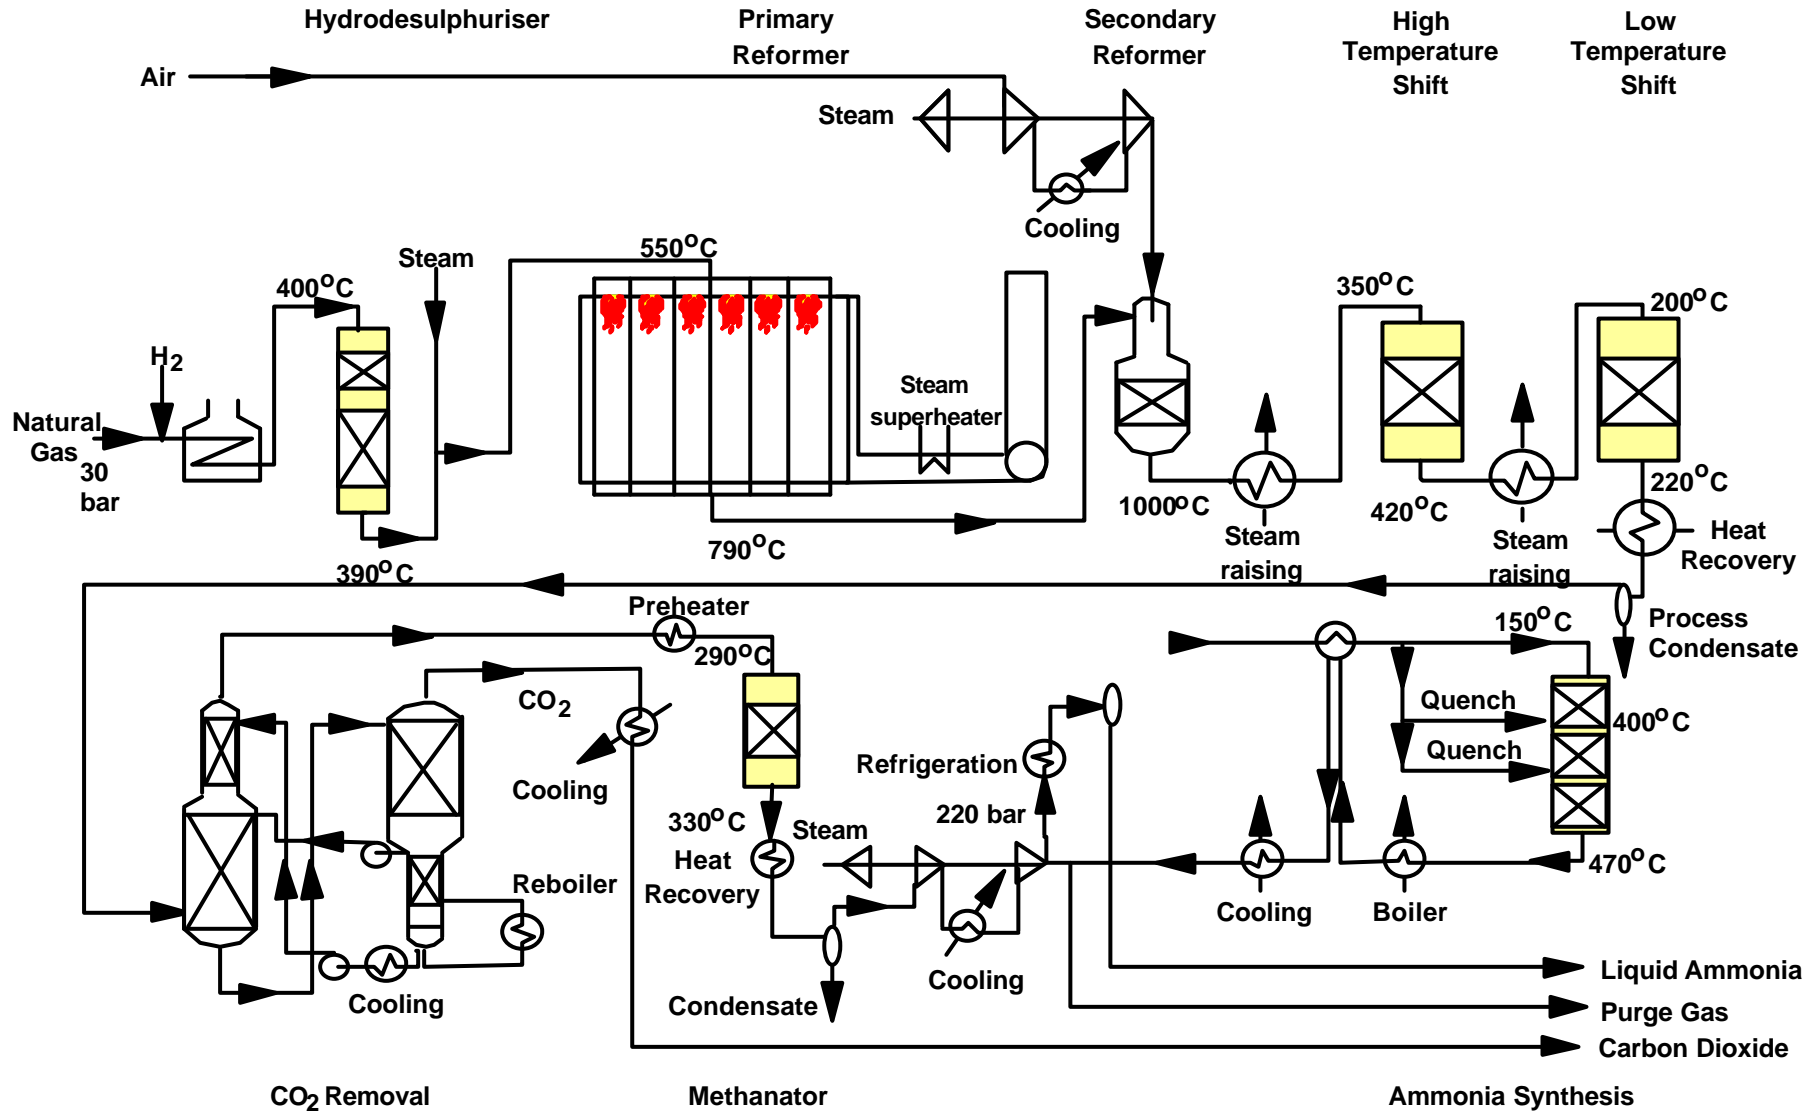 Hydrodesulphuriser
Primary
Reformer
Secondary
Reformer
High
Temperature
Shift
Low
Temperature
Shift
Air
Steam
Cooling
Steam
550°C
400°C
350°C
200°C
H2
Natural
Gas
30
bar
Steam
superheater
1000°C
420°C
220°C
Steam
raising
Steam
raising
Heat
Recovery
790°C
390°C
Preheater
290°C
150°C
Process
Condensate
CO2
Cooling
Quench
400°C
Quench
Refrigeration
220 bar
330°C
Steam
Heat
Recovery
470°C
Reboiler
Cooling
Boiler
Cooling
Cooling
Condensate
Liquid Ammonia
Purge Gas
Carbon Dioxide
CO2 Removal
Methanator
Ammonia Synthesis